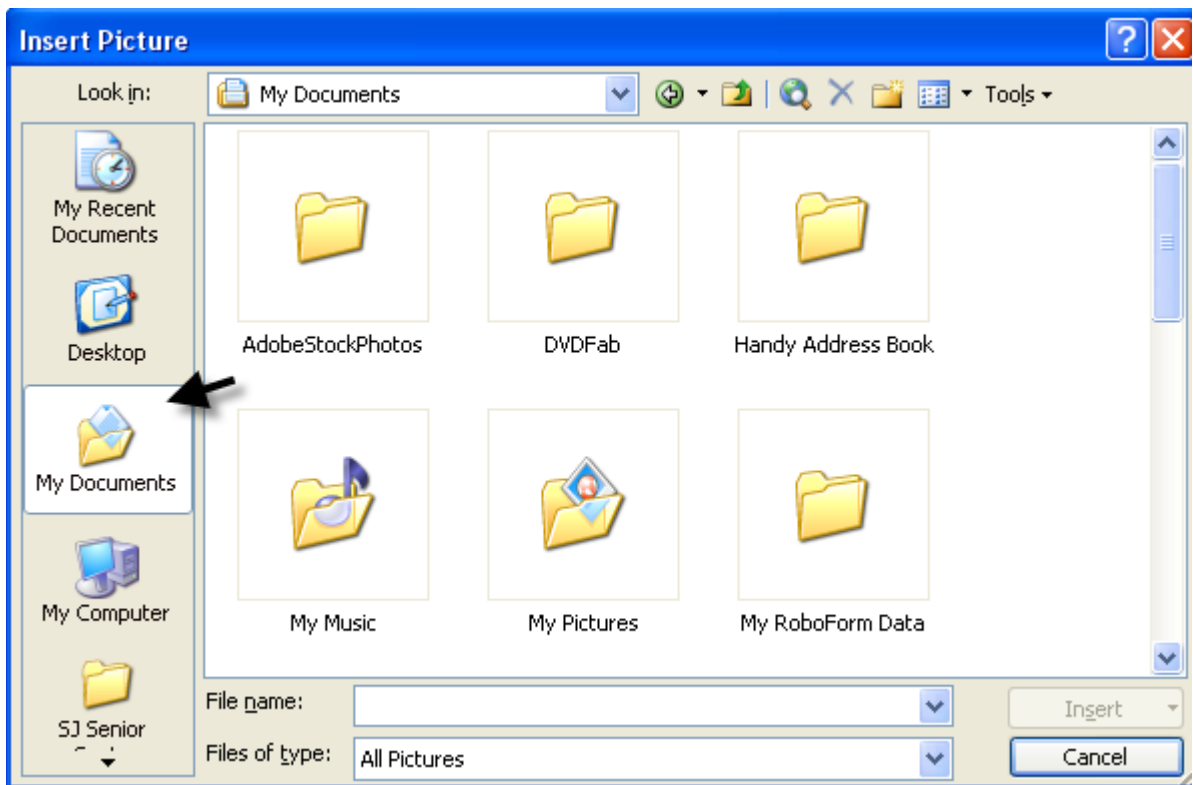 Insert Picture
Look in:
My Documents
Tools
My Recent
Documents
Desktop
My Documents
My Computer
SJ Senior
AdobeStockPhotos
DVDFab
Handy Address Book
My Music
My Pictures
My RoboForm Data
File name:
Insert
Files of type:
All Pictures
Cancel